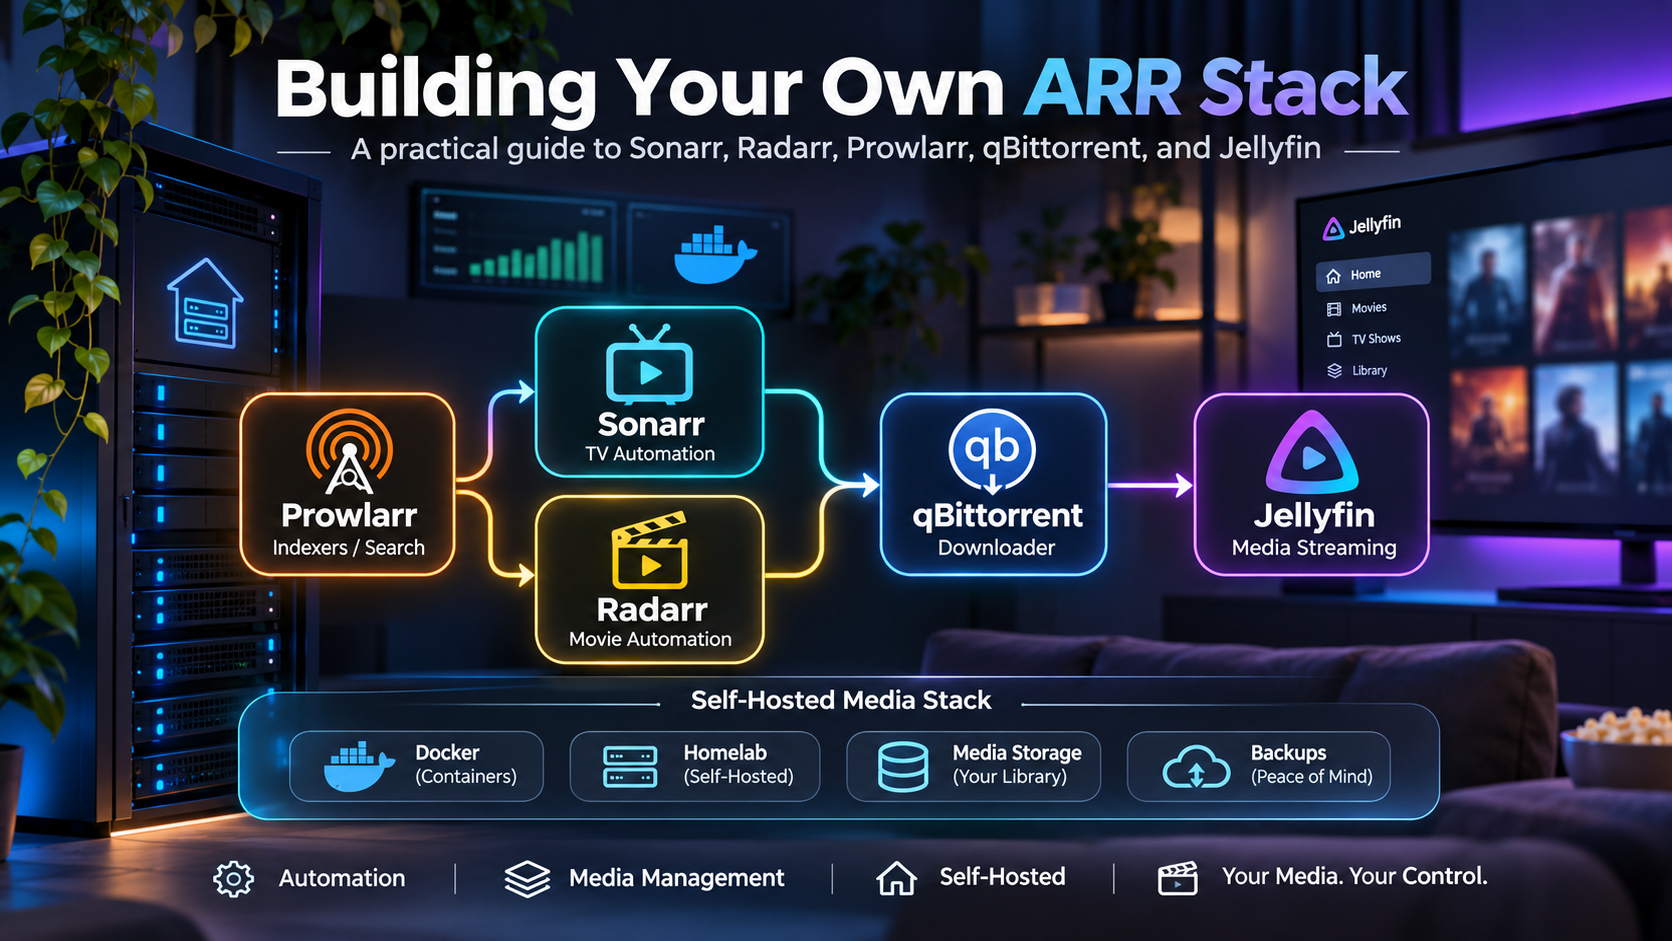 Building Your Own ARR Stack
A practical guide to Sonarr, Radarr, Prowlarr, qBittorrent, and Jellyfin
Jellyfin
Home
Movies
TV Shows
Library
Sonarr
TV Automation
Prowlarr
Indexers / Search
qb
qBittorrent
Downloader
Jellyfin
Media Streaming
Radarr
Movie Automation
Self-Hosted Media Stack
Docker
(Containers)
Homelab
(Self-Hosted)
Media Storage
(Your Library)
Backups
(Peace of Mind)
Automation
Media Management
Self-Hosted
Your Media. Your Control.